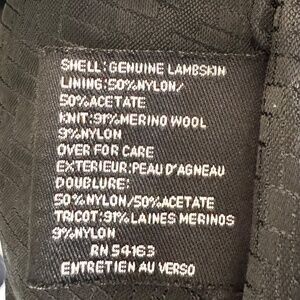 SHELL:GENUINE LAMBSKIN
LINING:50%NYLON/
50%ACETATE
KNIT:91%MERINO WOOL
9%NYLON
OVER FOR CARE
EXTERIEUR:PEAU D'AGNEAU
DOUBLURE:
50%NYLON/50%ACETATE
TRICOT:91%LAINES MERINOS
9%NYLON
RN 54163
ENTRETIEN AU VERSO